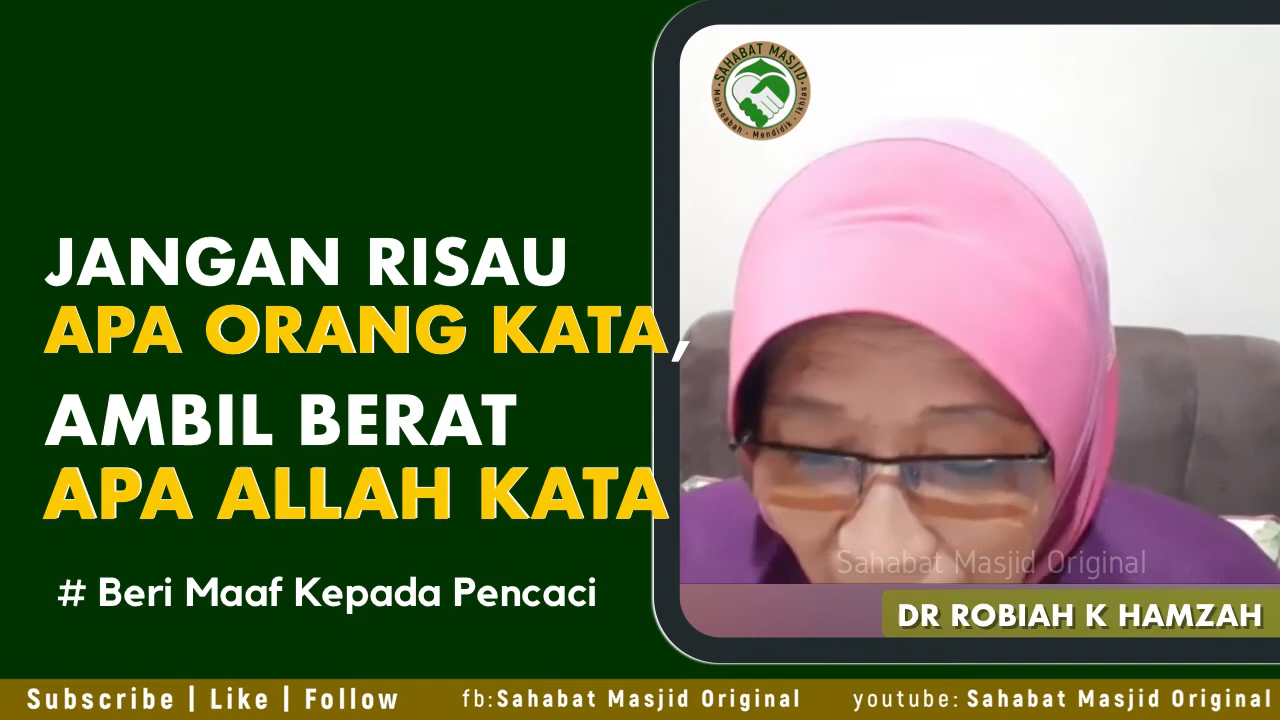 SAHABAT MASJID
Muhasabah - Mendidik - Ikhlas
JANGAN RISAU
APA ORANG KATA,
AMBIL BERAT
APA ALLAH KATA
# Beri Maaf Kepada Pencaci
Sahabat Masjid Original
DR ROBIAH K HAMZAH
Subscribe | Like | Follow
fb:Sahabat Masjid Original
youtube: Sahabat Masjid Original